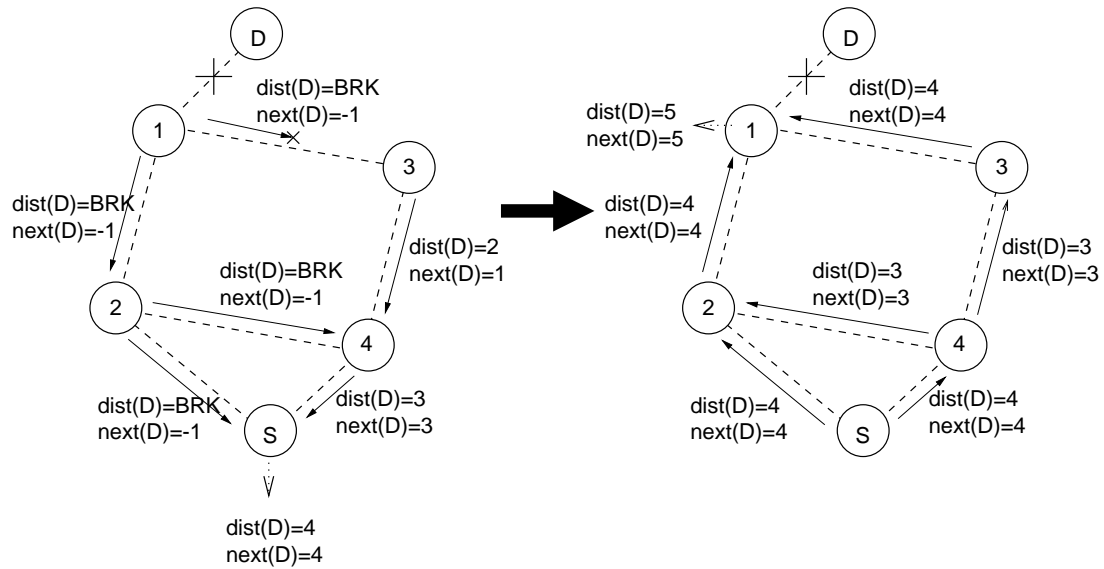 D
dist(D)=BRK
next(D)=-1
1
3
dist(D)=BRK
next(D)=-1
dist(D)=2
next(D)=1
dist(D)=BRK
next(D)=-1
2
4
dist(D)=BRK
next(D)=-1
dist(D)=3
next(D)=3
S
dist(D)=4
next(D)=4
D
dist(D)=4
next(D)=4
dist(D)=5
next(D)=5
1
3
dist(D)=4
next(D)=4
dist(D)=3
next(D)=3
dist(D)=3
next(D)=3
2
4
dist(D)=4
next(D)=4
dist(D)=4
next(D)=4
S